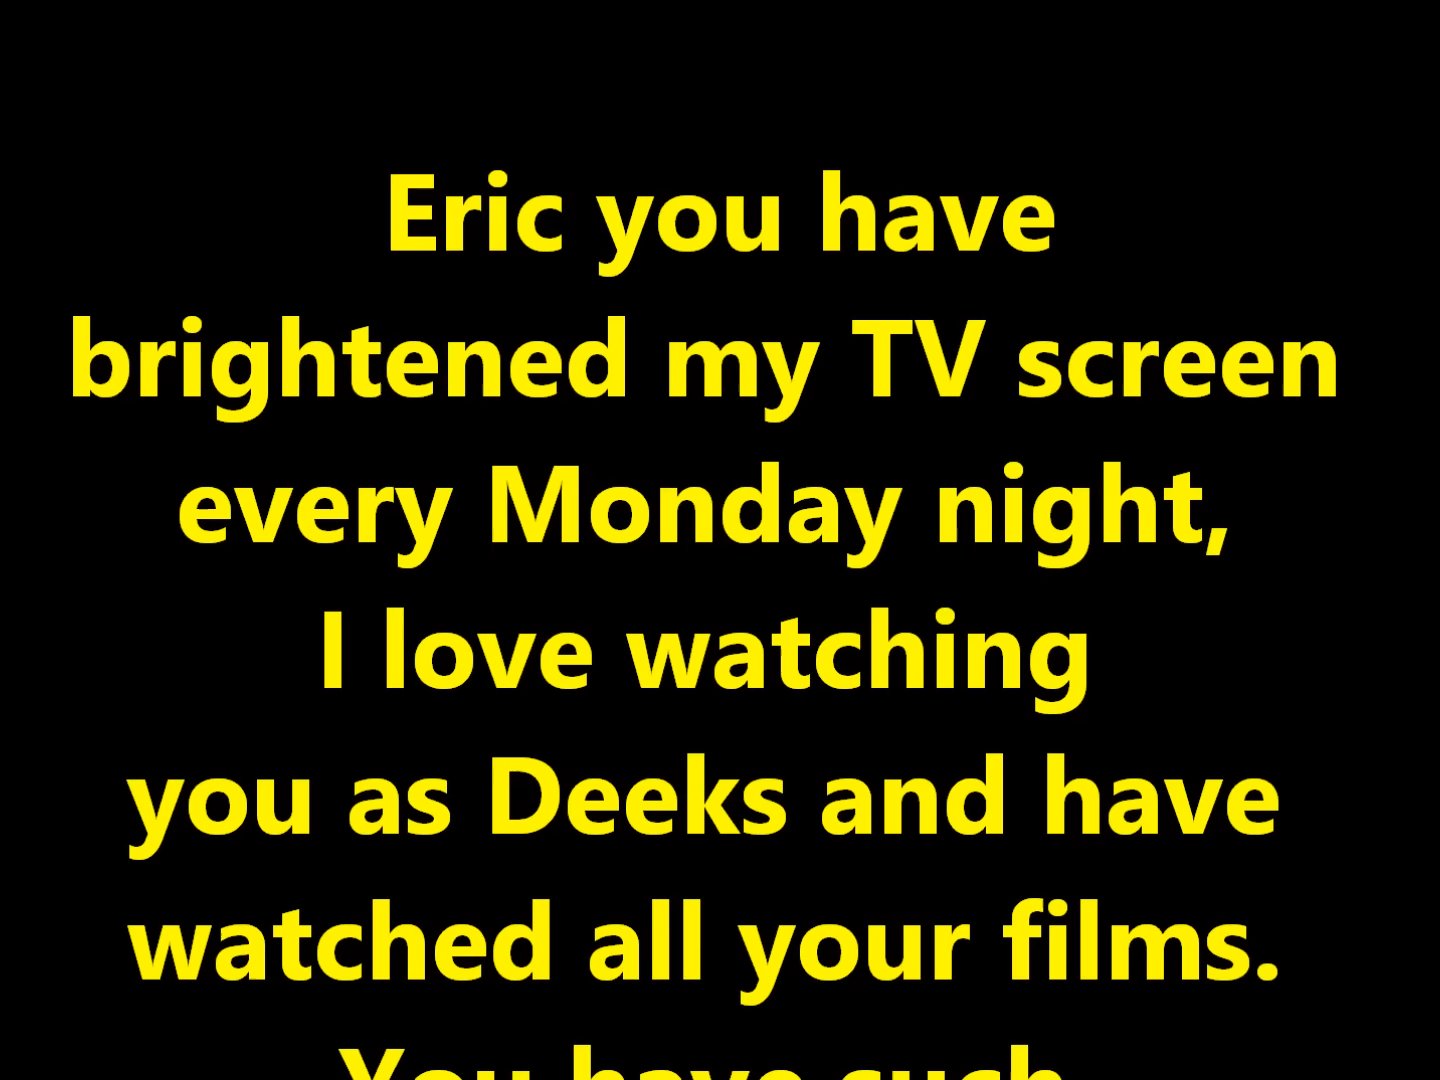 Eric you have
brightened my TV screen
every Monday night,
I love watching
you as Deeks and have
watched all your films.
You have such